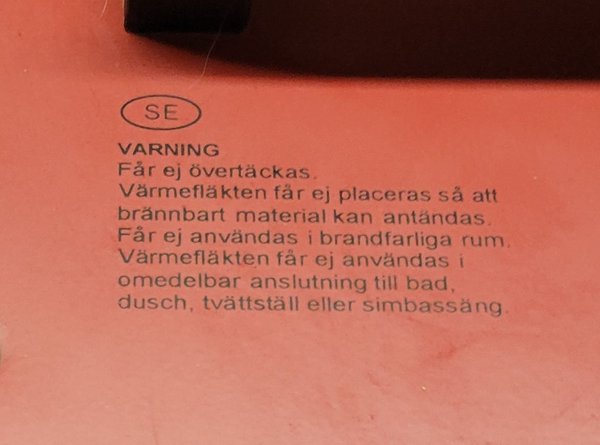 SE
VARNING
Får ej övertäckas.
Värmefläkten får ej placeras så att
brännbart material kan antändas.
Får ej användas i brandfarliga rum.
Värmefläkten får ej användas i
omedelbar anslutning till bad,
dusch, tvättställ eller simbassäng.